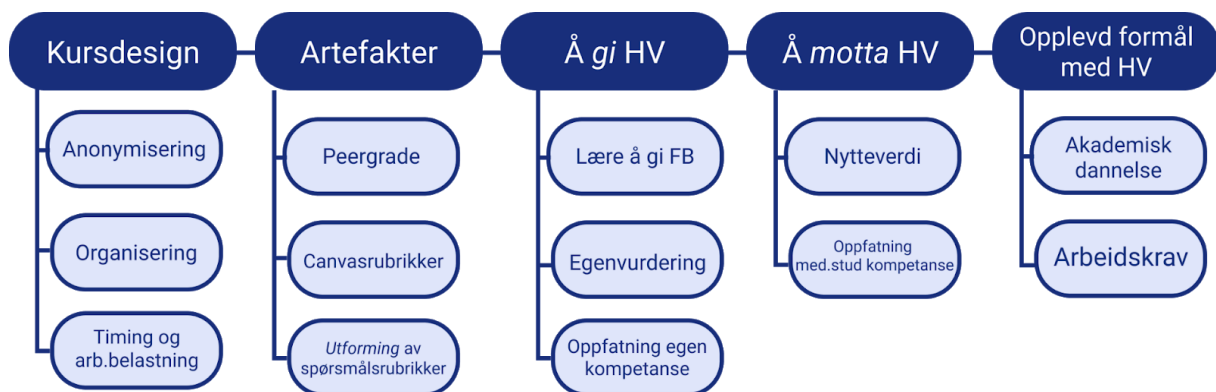 Kursdesign
Anonymisering
Organisering
Timing og
arb.belastning
Artefakter
Peergrade
Canvasrubrikker
Utforming av
spørsmålsrubrikker
Å gi HV
Lære å gi FB
Egenvurdering
Oppfatning egen
kompetanse
Å motta HV
Nytteverdi
Oppfatning
med.stud kompetanse
Opplevd formål
med HV
Akademisk
dannelse
Arbeidskrav